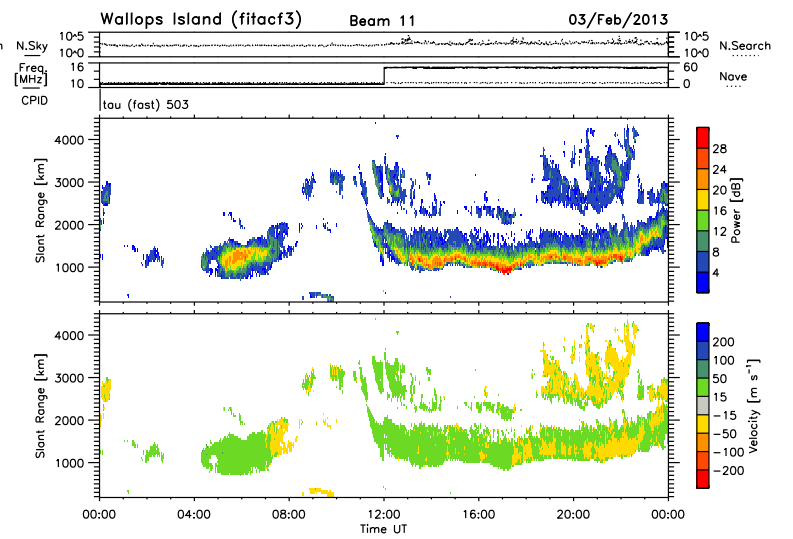 Wallops Island (fitacf3) Beam 11 03/Feb/2013
n N.Sky 10^5 10^0 10^5 10^0 N.Search
Freq. [MHz] 16 10 60 0 Nave
CPID tau (fast) 503
Slant Range [km] 4000 3000 2000 1000
Power [dB] 28 24 20 16 12 8 4
Slant Range [km] 4000 3000 2000 1000
Velocity [m s⁻¹] 200 100 50 15 −15 −50 −100 −200
00:00 04:00 08:00 12:00 16:00 20:00 00:00
Time UT